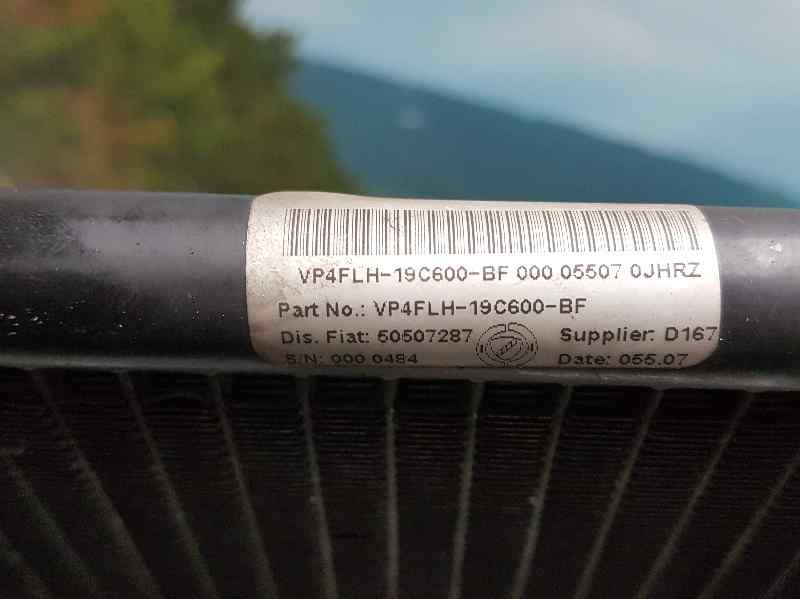 VP4FLH-19C600-BF 000 05507 0JHRZ
Part No.: VP4FLH-19C600-BF
Dis. Fiat: 50507287 Supplier: D167
S/N: 000 0484 Date: 055.07